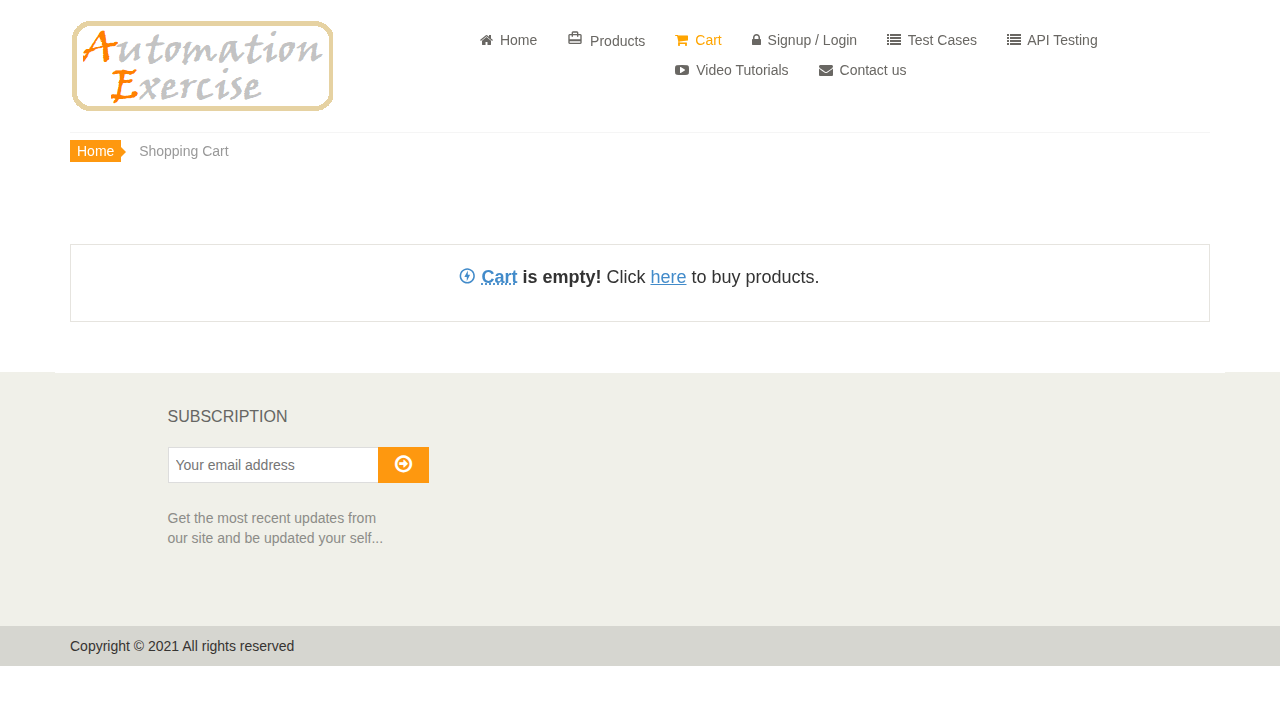 Automation
Exercise
Home
Products
Cart
Signup / Login
Test Cases
API Testing
Video Tutorials
Contact us
Home
Shopping Cart
Cart is empty! Click here to buy products.
SUBSCRIPTION
Your email address
Get the most recent updates from
our site and be updated your self...
Copyright © 2021 All rights reserved